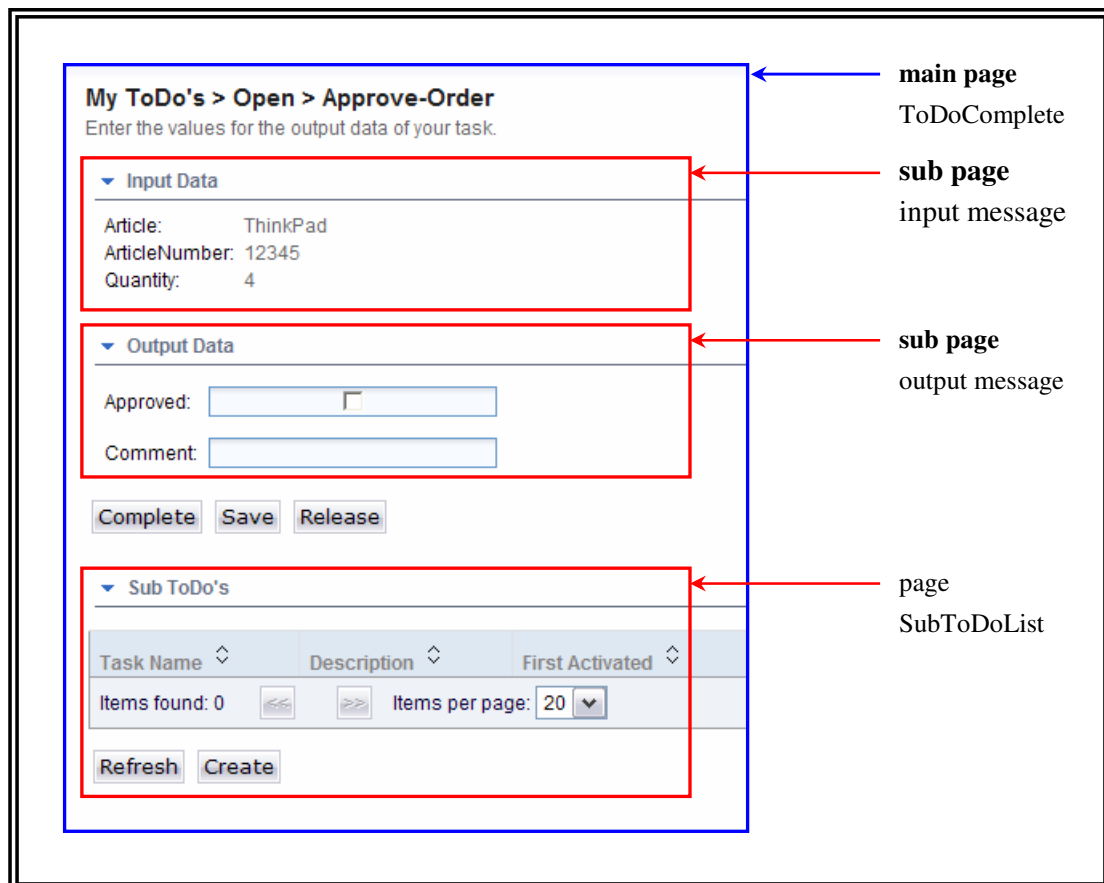 My ToDo's > Open > Approve-Order
Enter the values for the output data of your task.
main page
ToDoComplete
Input Data
sub page
input message
Article: ThinkPad
ArticleNumber: 12345
Quantity: 4
Output Data
sub page
output message
Approved:
Comment:
Complete Save Release
Sub ToDo's
page
SubToDoList
Task Name Description First Activated
Items found: 0 << >> Items per page: 20
Refresh Create